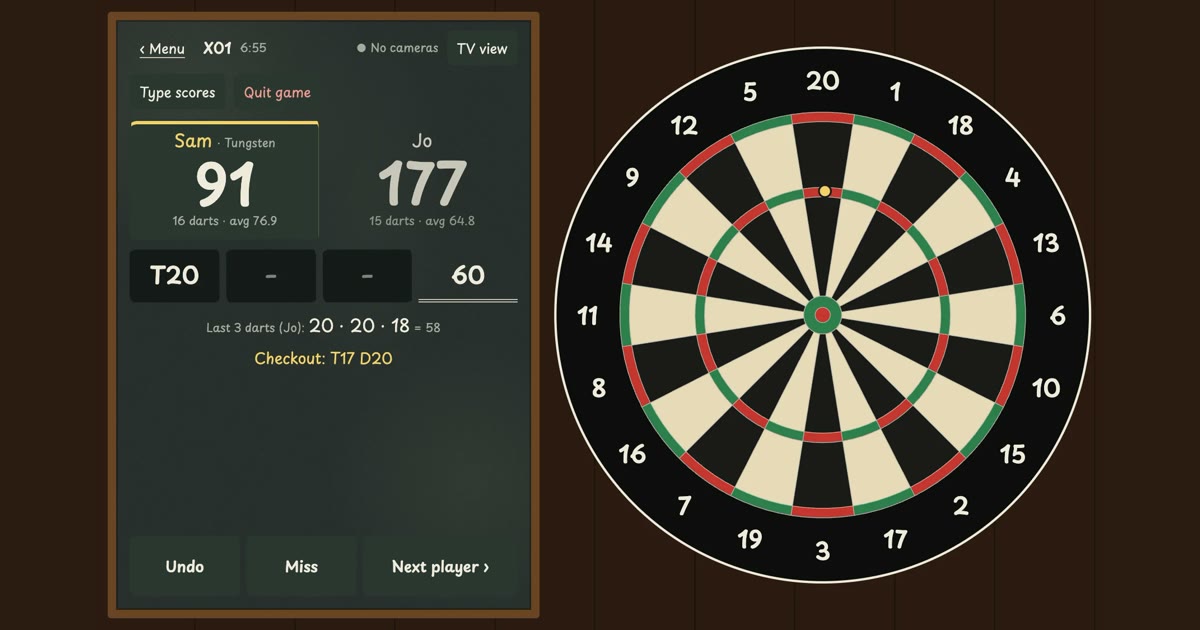 ‹ Menu X01 6:55 No cameras TV view
Type scores Quit game
Sam · Tungsten
91
16 darts · avg 76.9
Jo
177
15 darts · avg 64.8
T20 - - 60
Last 3 darts (Jo): 20 · 20 · 18 = 58
Checkout: T17 D20
Undo Miss Next player ›
20
1
18
4
13
6
10
15
2
17
3
19
7
16
8
11
14
9
12
5